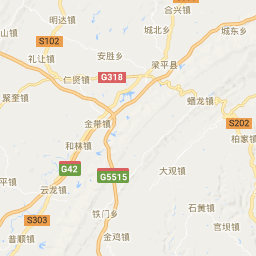 合兴镇
明达镇
城北乡
城东乡
山镇
S102
安胜乡
礼让镇
梁平县
仁贤镇
G318
聚奎镇
蟠龙镇
金带镇
S202
柏家镇
和林镇
G42
大观镇
平镇
G5515
云龙镇
石黄镇
S303
铁门乡
官坝镇
普顺镇
金鸡镇